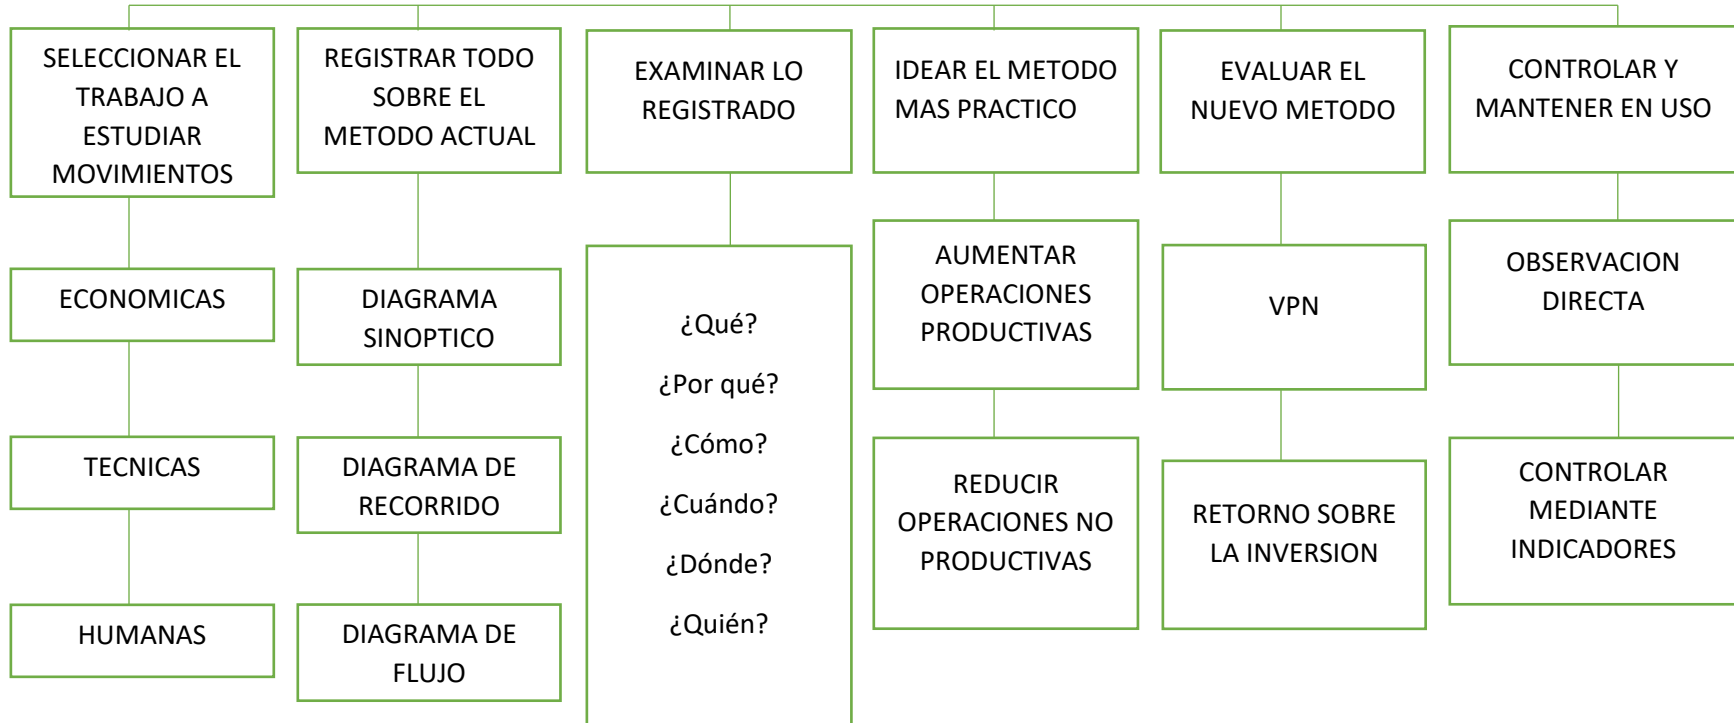 SELECCIONAR EL
TRABAJO A
ESTUDIAR
MOVIMIENTOS
ECONOMICAS
TECNICAS
HUMANAS
REGISTRAR TODO
SOBRE EL
METODO ACTUAL
DIAGRAMA
SINOPTICO
DIAGRAMA DE
RECORRIDO
DIAGRAMA DE
FLUJO
EXAMINAR LO
REGISTRADO
¿Qué?
¿Por qué?
¿Cómo?
¿Cuándo?
¿Dónde?
¿Quién?
IDEAR EL METODO
MAS PRACTICO
AUMENTAR
OPERACIONES
PRODUCTIVAS
REDUCIR
OPERACIONES NO
PRODUCTIVAS
EVALUAR EL
NUEVO METODO
VPN
RETORNO SOBRE
LA INVERSION
CONTROLAR Y
MANTENER EN USO
OBSERVACION
DIRECTA
CONTROLAR
MEDIANTE
INDICADORES